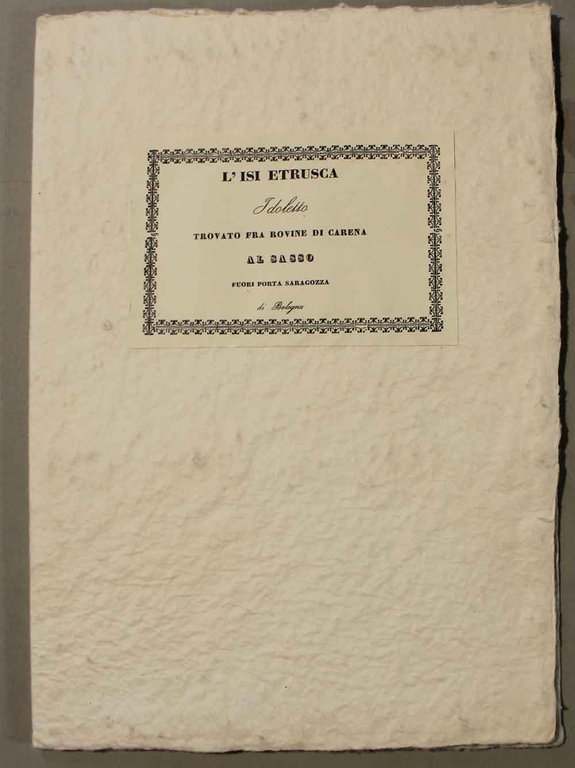 L'ISI ETRUSCA
Idoletto
TROVATO FRA ROVINE DI CARENA
AL SASSO
FUORI PORTA SARAGOZZA
di Bologna